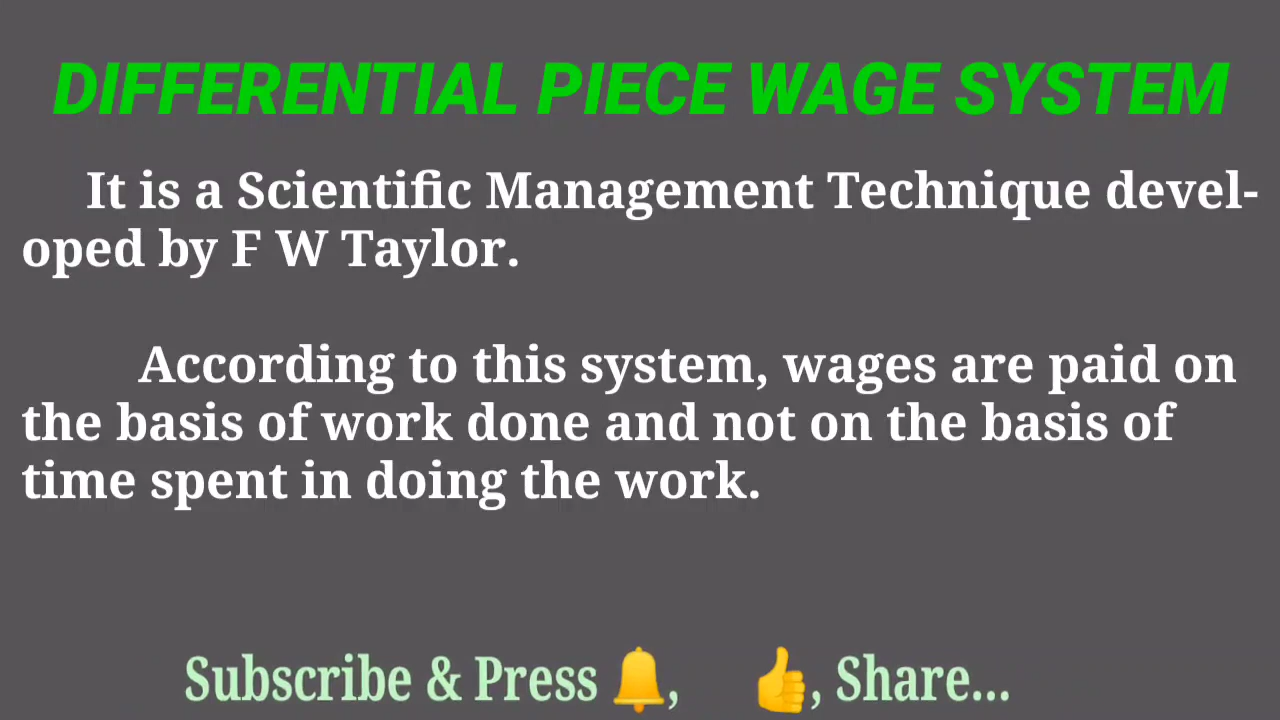 DIFFERENTIAL PIECE WAGE SYSTEM
It is a Scientific Management Technique devel-
oped by F W Taylor.
According to this system, wages are paid on
the basis of work done and not on the basis of
time spent in doing the work.
Subscribe & Press 🔔, 👍, Share...